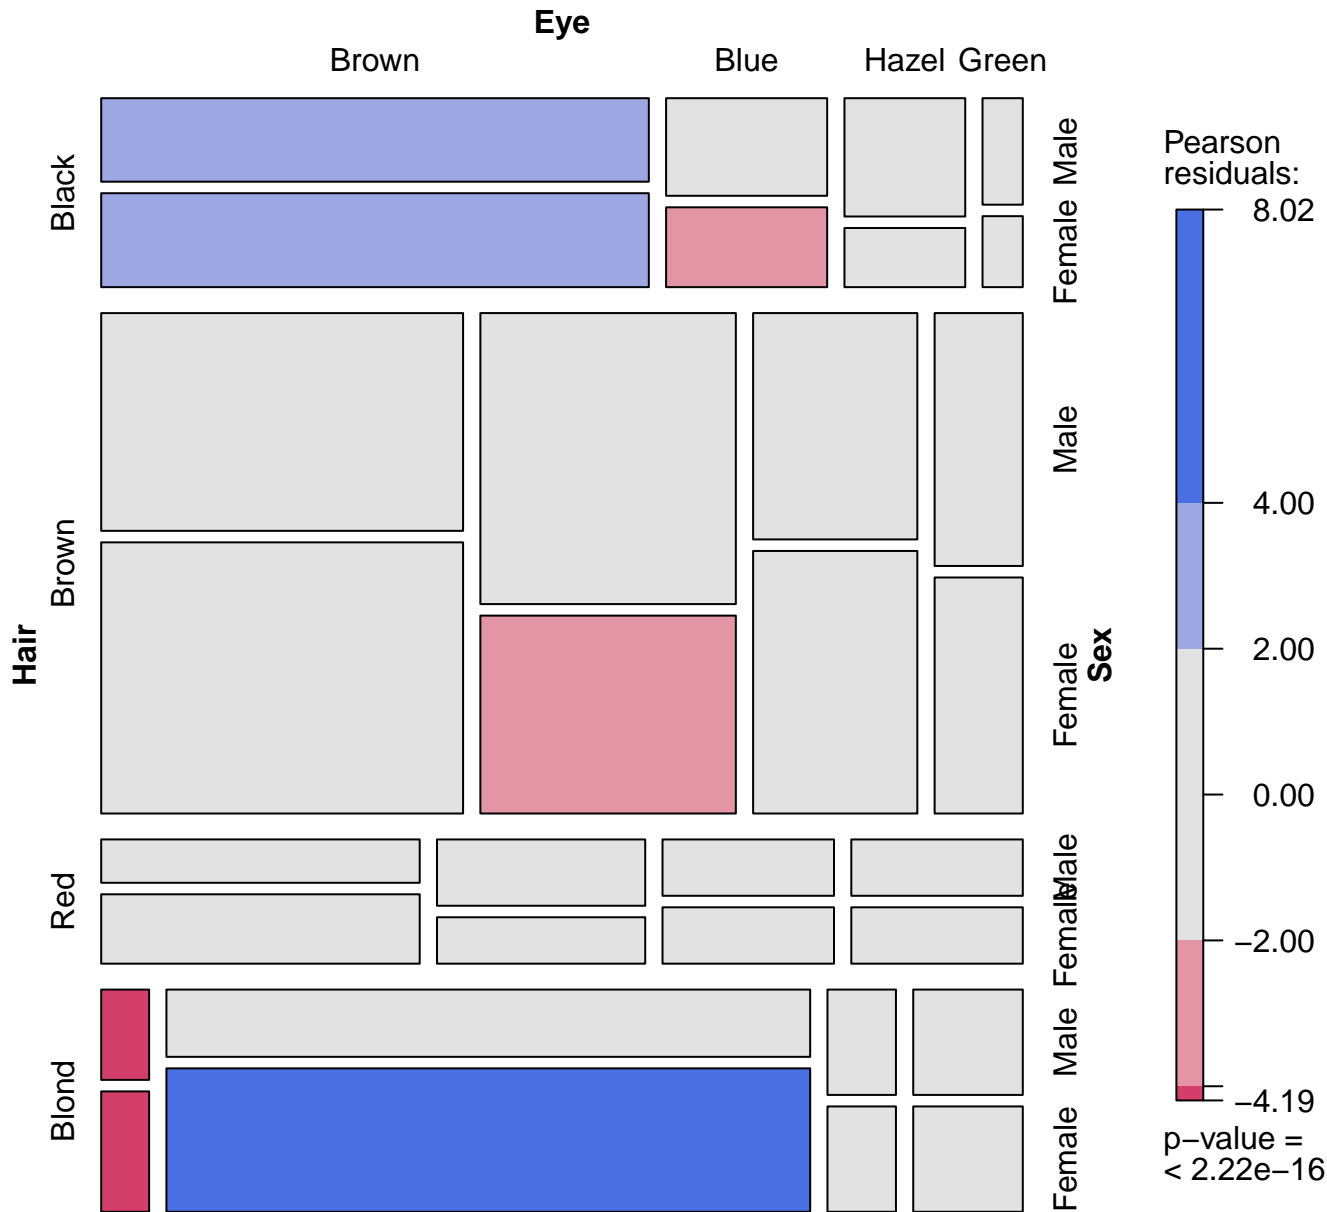 Eye
Brown Blue Hazel Green
Hair
Black
Brown
Red
Blond
Male
Female
Male
Female
Male
Female
Male
Female
Sex
Pearson
residuals:
8.02
4.00
2.00
0.00
−2.00
−4.19
p−value =
< 2.22e−16